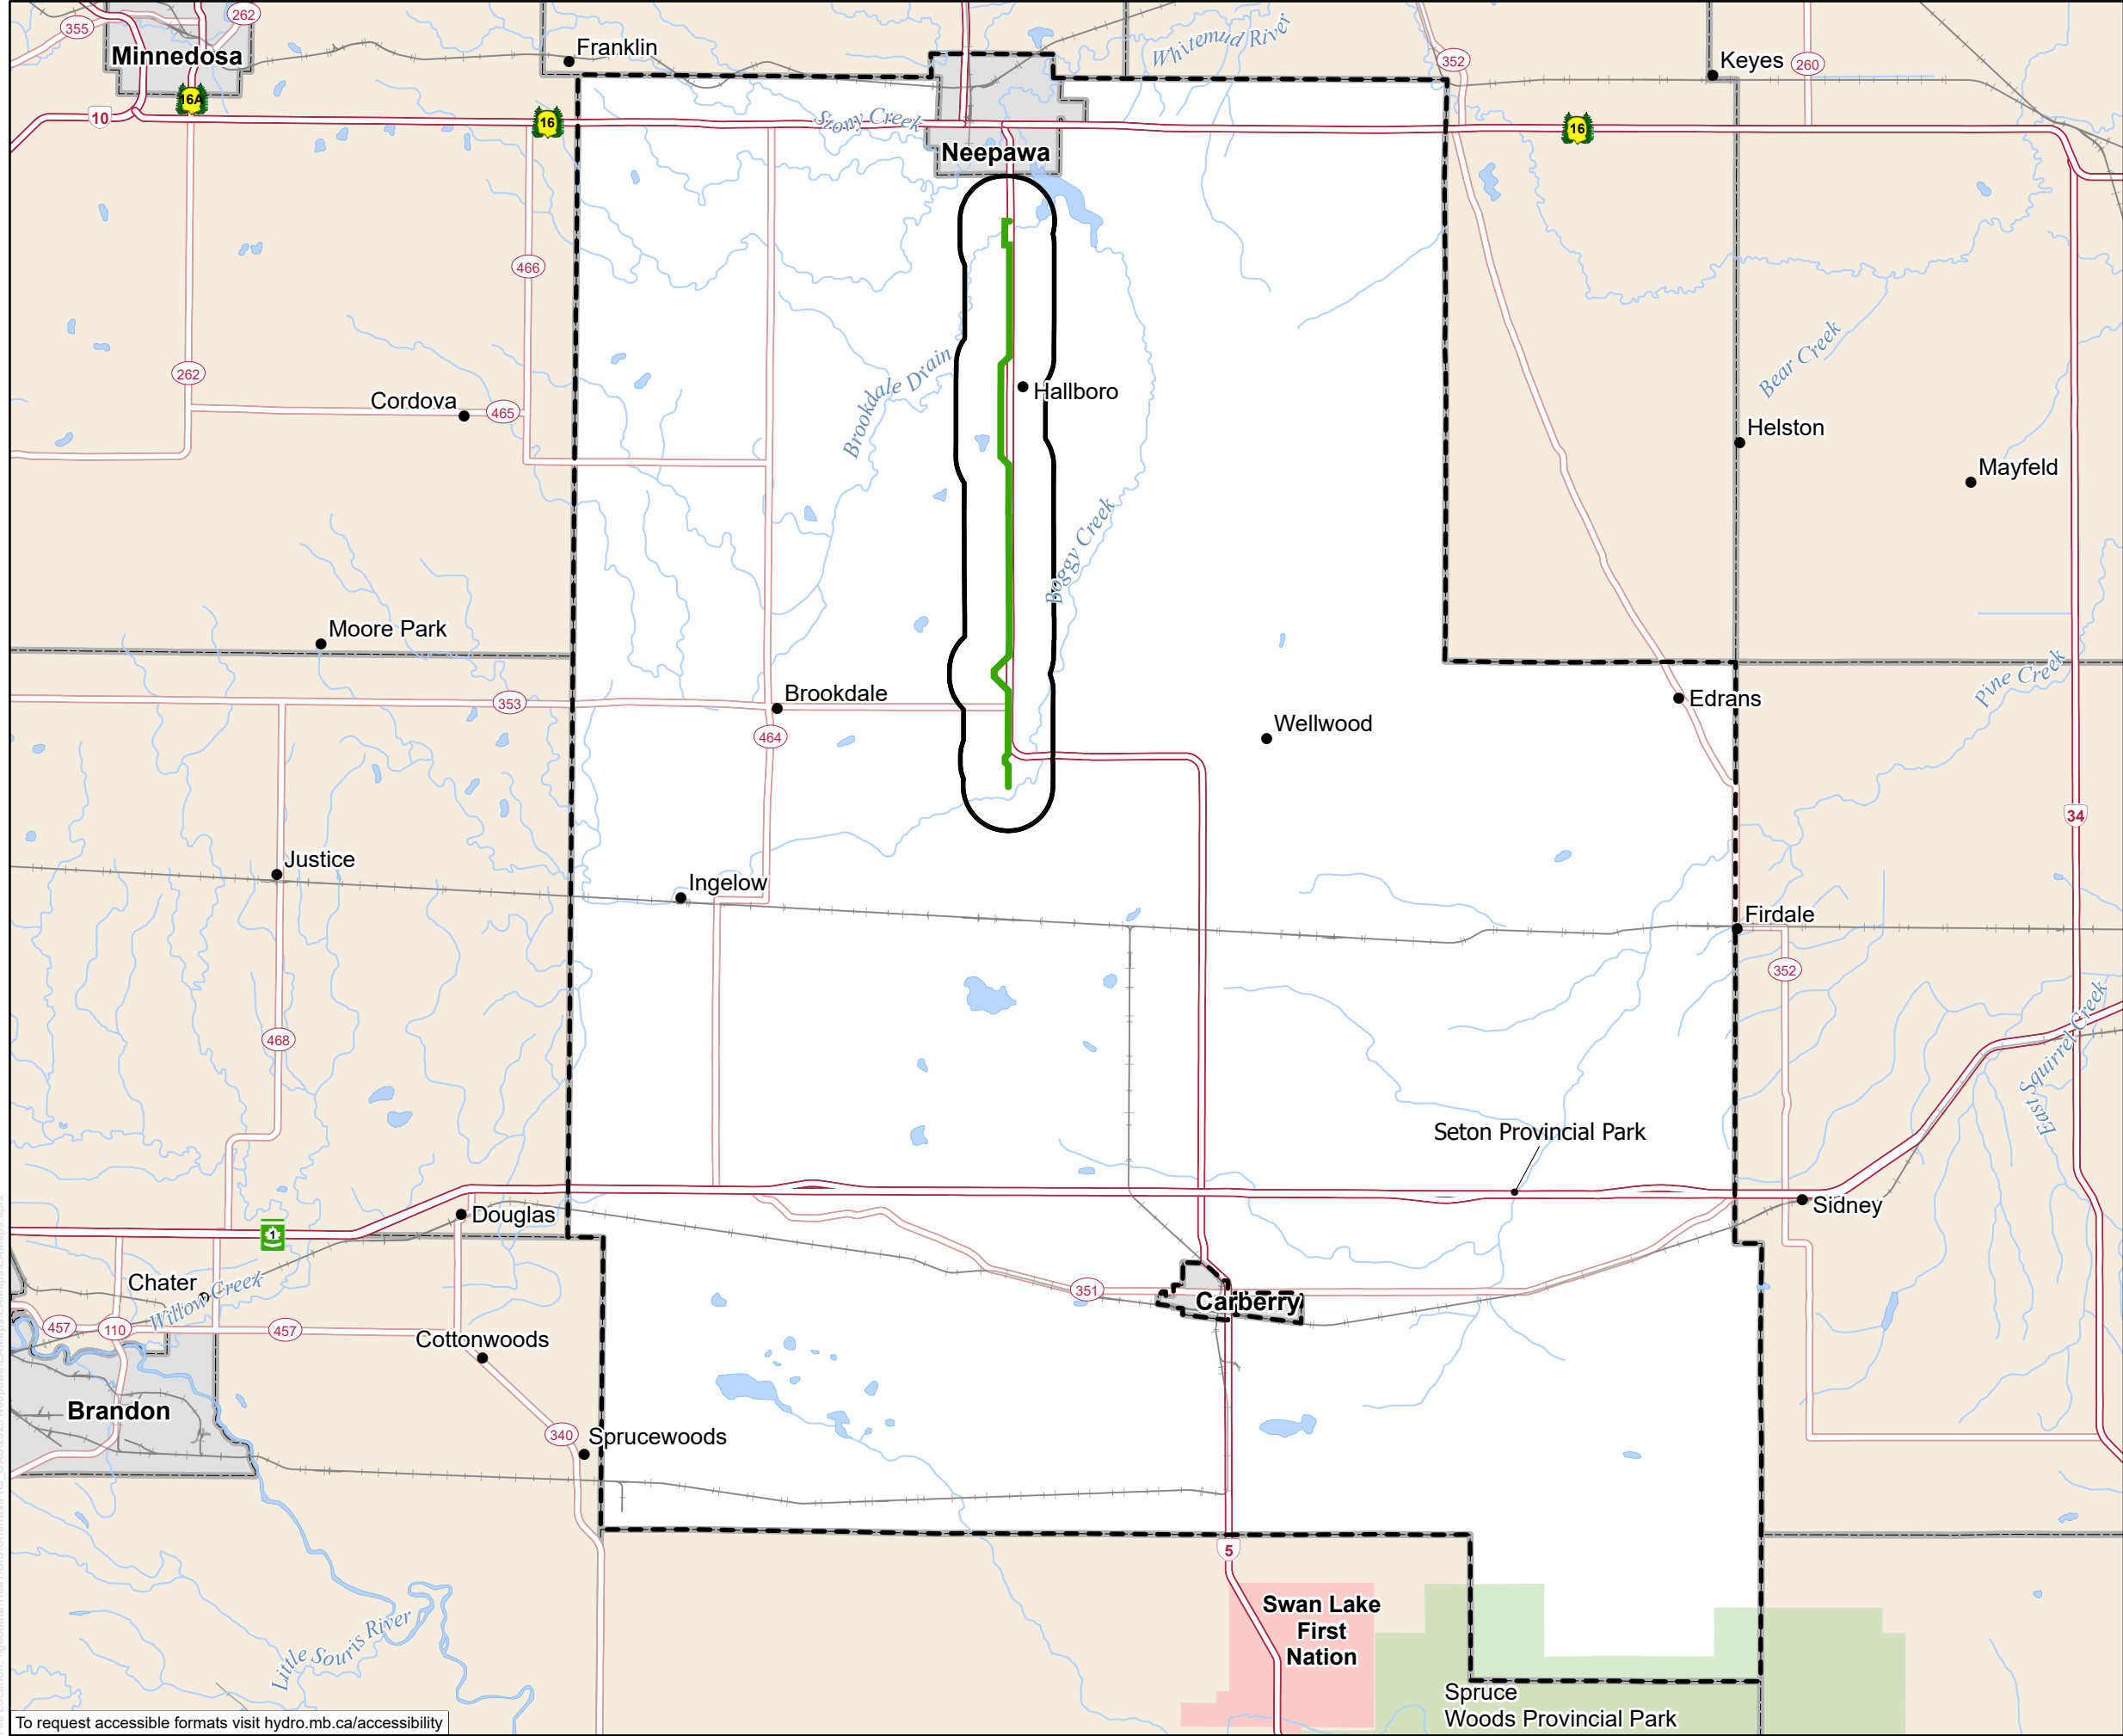 355
262
Minnedosa
Franklin
Whitemud River
352
Keyes
260
16A
10
16
Stony Creek
16
Neepawa
466
262
Cordova
465
Brookdale Drain
Hallboro
Bear Creek
Helston
Mayfeld
Boggy Creek
Moore Park
353
Brookdale
464
Wellwood
Edrans
Pine Creek
34
Justice
Ingelow
Firdale
352
468
East Squirrel Creek
Seton Provincial Park
Douglas
Sidney
1
Chater
Willow Creek
351
Carberry
457
110
457
Cottonwoods
Brandon
340
Sprucewoods
5
Swan Lake
First
Nation
Little Souris River
Spruce
Woods Provincial Park
To request accessible formats visit hydro.mb.ca/accessibility